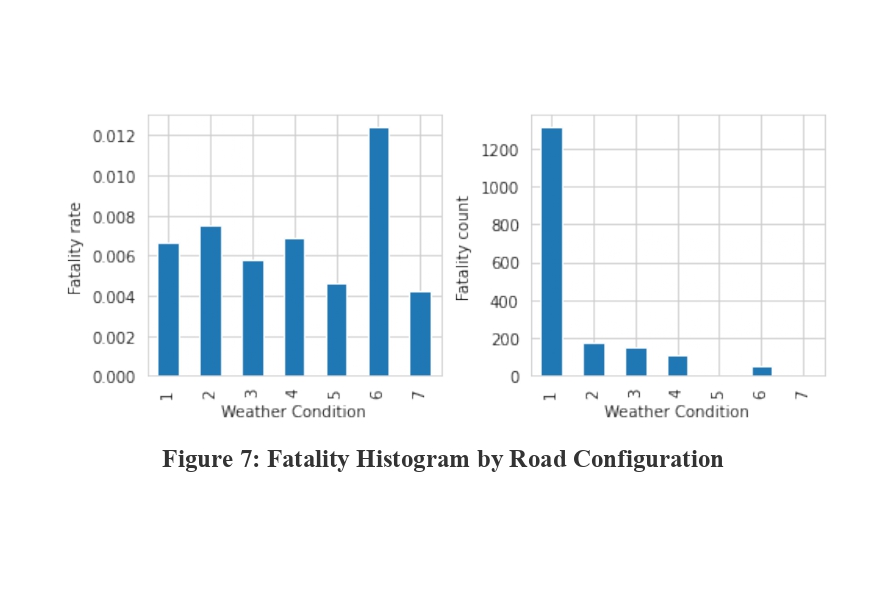 Fatality rate
0.012
0.010
0.008
0.006
0.004
0.002
0.000
1 2 3 4 5 6 7
Weather Condition
Fatality count
1200
1000
800
600
400
200
0
1 2 3 4 5 6 7
Weather Condition
Figure 7: Fatality Histogram by Road Configuration